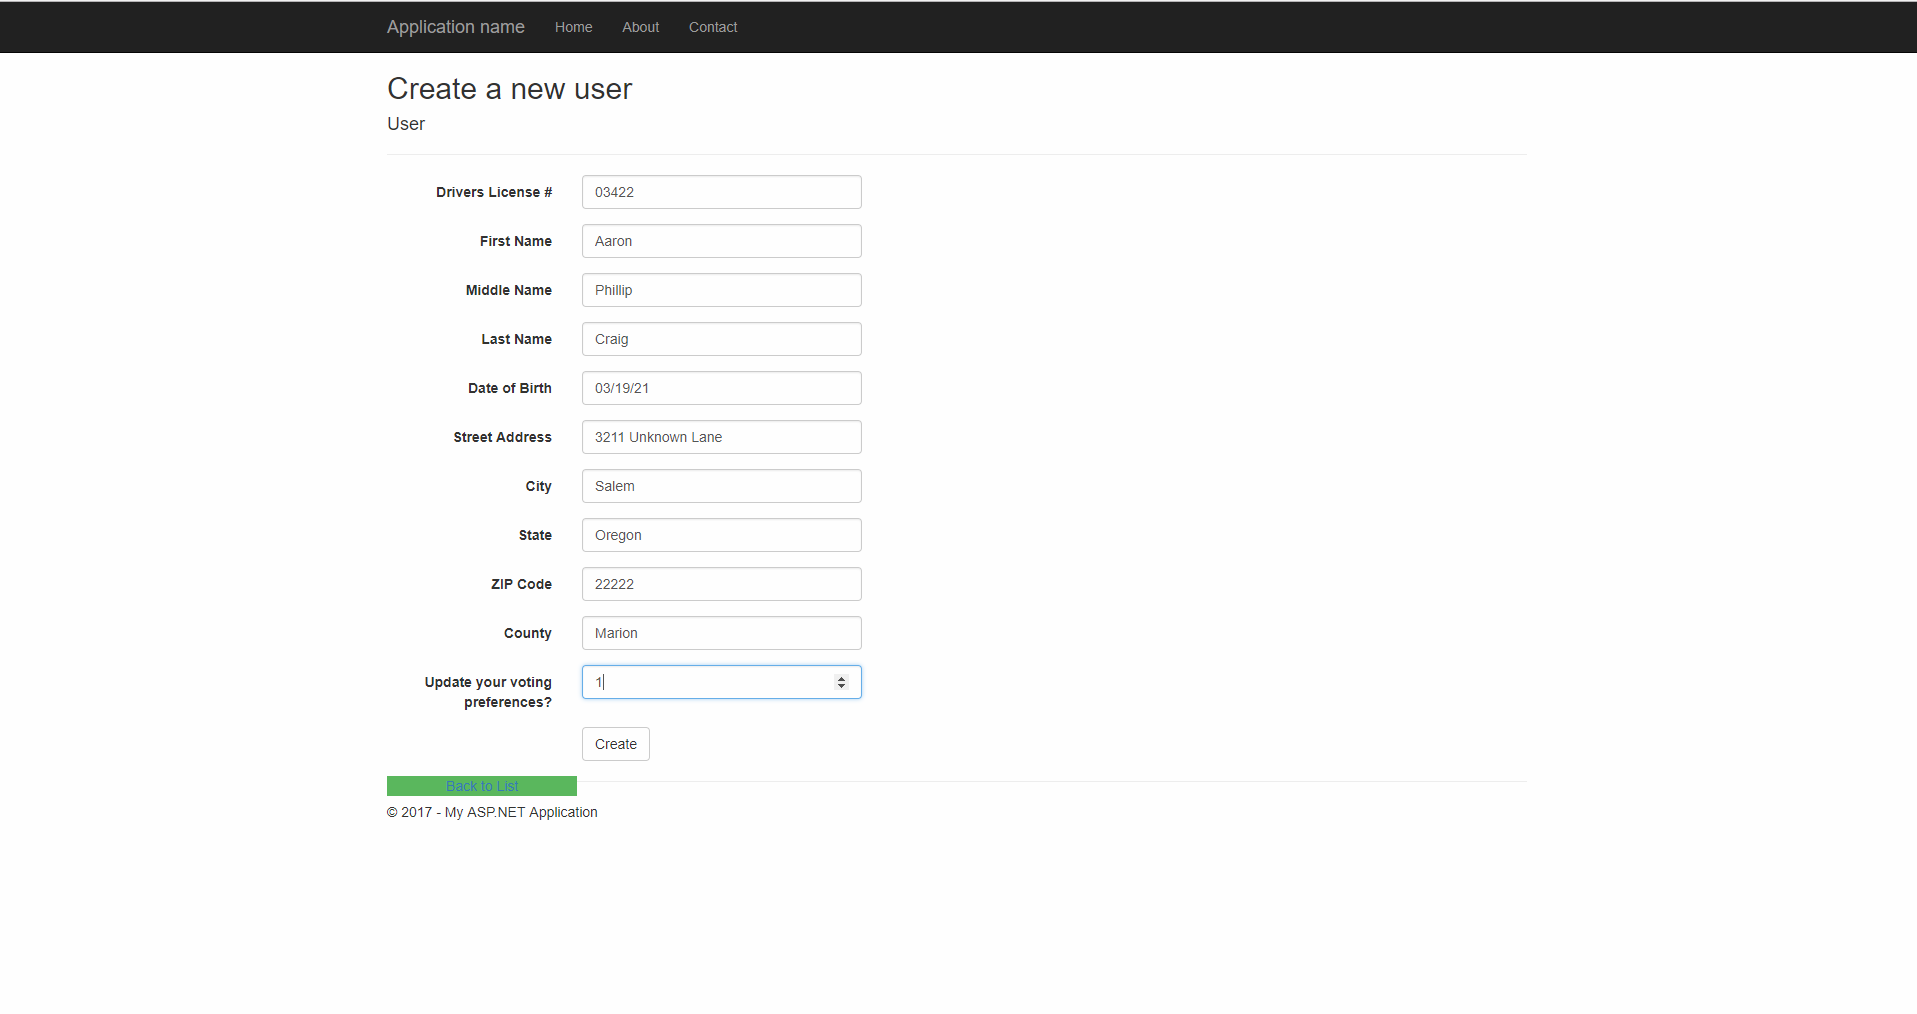 Application name Home About Contact
Create a new user
User
Drivers License # 03422
First Name Aaron
Middle Name Phillip
Last Name Craig
Date of Birth 03/19/21
Street Address 3211 Unknown Lane
City Salem
State Oregon
ZIP Code 22222
County Marion
Update your voting 1
preferences?
Create
Back to List
© 2017 - My ASP.NET Application